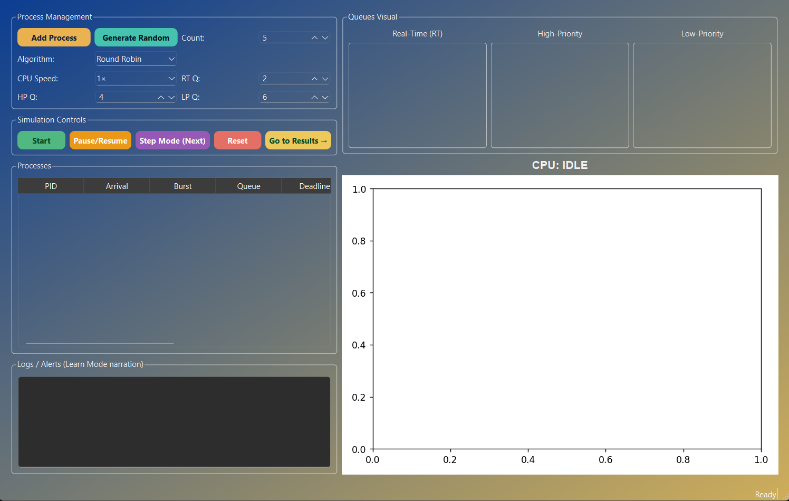 Process Management
Add Process Generate Random Count: 5
Algorithm: Round Robin
CPU Speed: 1× RT Q: 2
HP Q: 4 LP Q: 6
Simulation Controls
Start Pause/Resume Step Mode (Next) Reset Go to Results →
Processes
PID Arrival Burst Queue Deadline
Logs / Alerts (Learn Mode narration)
Queues Visual
Real-Time (RT) High-Priority Low-Priority
CPU: IDLE
1.0
0.8
0.6
0.4
0.2
0.0
0.0 0.2 0.4 0.6 0.8 1.0
Ready